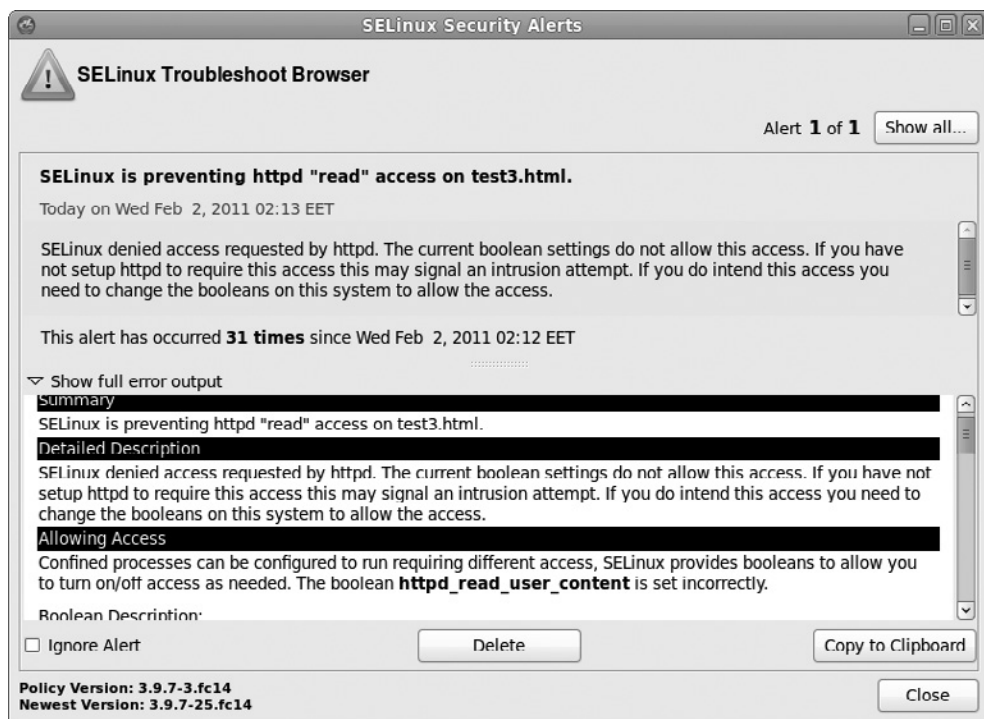 SELinux Security Alerts
SELinux Troubleshoot Browser
Alert 1 of 1
Show all...
SELinux is preventing httpd "read" access on test3.html.
Today on Wed Feb 2, 2011 02:13 EET
SELinux denied access requested by httpd. The current boolean settings do not allow this access. If you have
not setup httpd to require this access this may signal an intrusion attempt. If you do intend this access you
need to change the booleans on this system to allow the access.
This alert has occurred 31 times since Wed Feb 2, 2011 02:12 EET
Show full error output
Summary
SELinux is preventing httpd "read" access on test3.html.
Detailed Description
SELinux denied access requested by httpd. The current boolean settings do not allow this access. If you have not
setup httpd to require this access this may signal an intrusion attempt. If you do intend this access you need to
change the booleans on this system to allow the access.
Allowing Access
Confined processes can be configured to run requiring different access, SELinux provides booleans to allow you
to turn on/off access as needed. The boolean httpd_read_user_content is set incorrectly.
Boolean Description:
Ignore Alert
Delete
Copy to Clipboard
Policy Version: 3.9.7-3.fc14
Newest Version: 3.9.7-25.fc14
Close